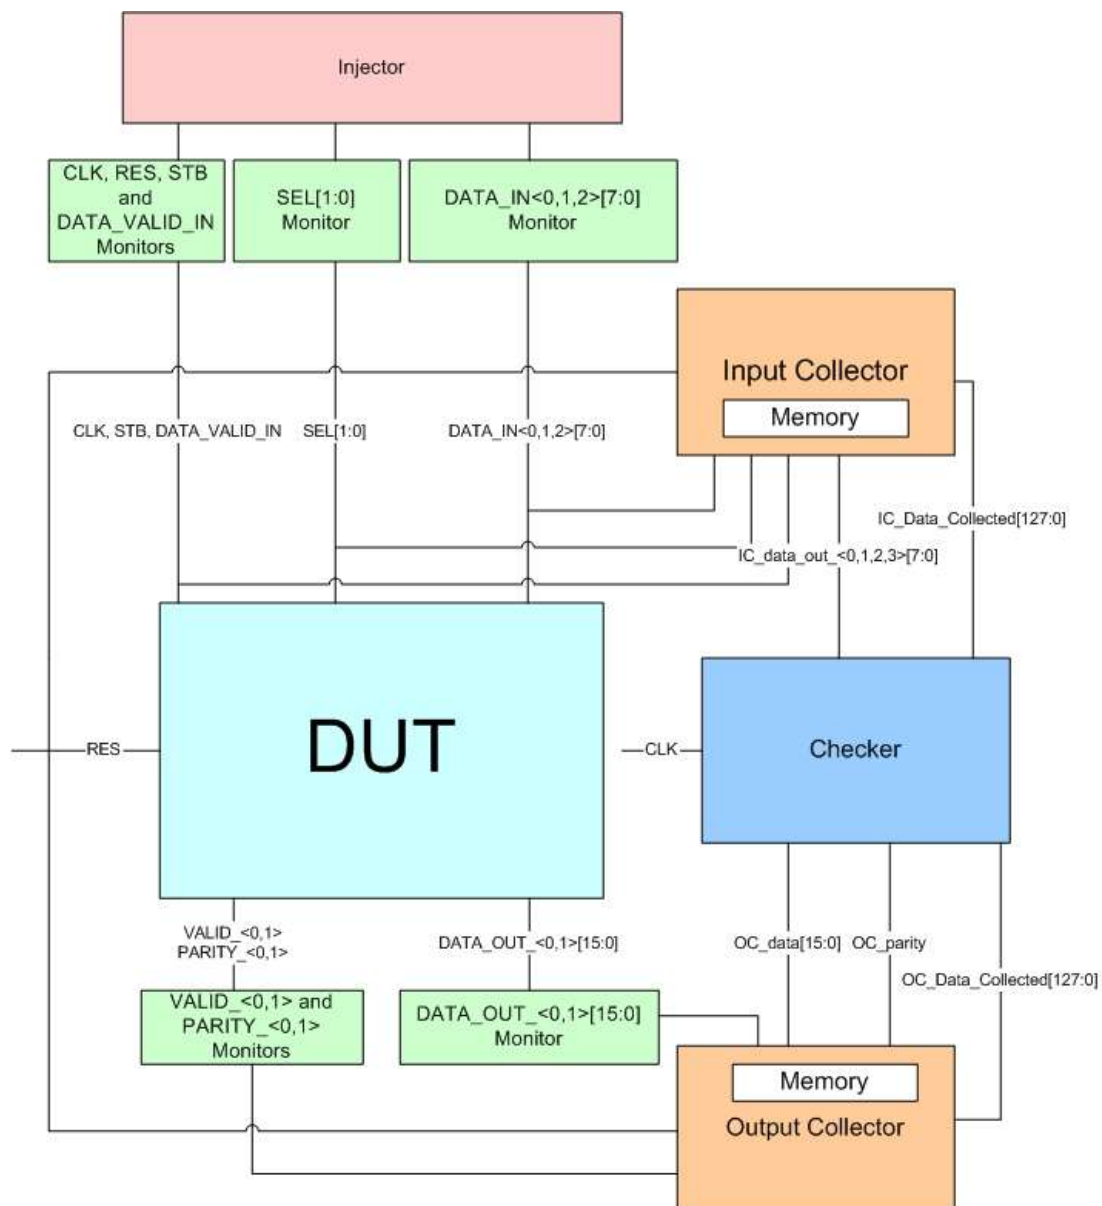 Injector
CLK, RES, STB
and
DATA_VALID_IN
Monitors
SEL[1:0]
Monitor
DATA_IN<0,1,2>[7:0]
Monitor
Input Collector
Memory
CLK, STB, DATA_VALID_IN
SEL[1:0]
DATA_IN<0,1,2>[7:0]
IC_Data_Collected[127:0]
IC_data_out_<0,1,2,3>[7:0]
DUT
RES
CLK
Checker
VALID_<0,1>
PARITY_<0,1>
DATA_OUT_<0,1>[15:0]
OC_data[15:0]
OC_parity
OC_Data_Collected[127:0]
VALID_<0,1> and
PARITY_<0,1>
Monitors
DATA_OUT_<0,1>[15:0]
Monitor
Memory
Output Collector